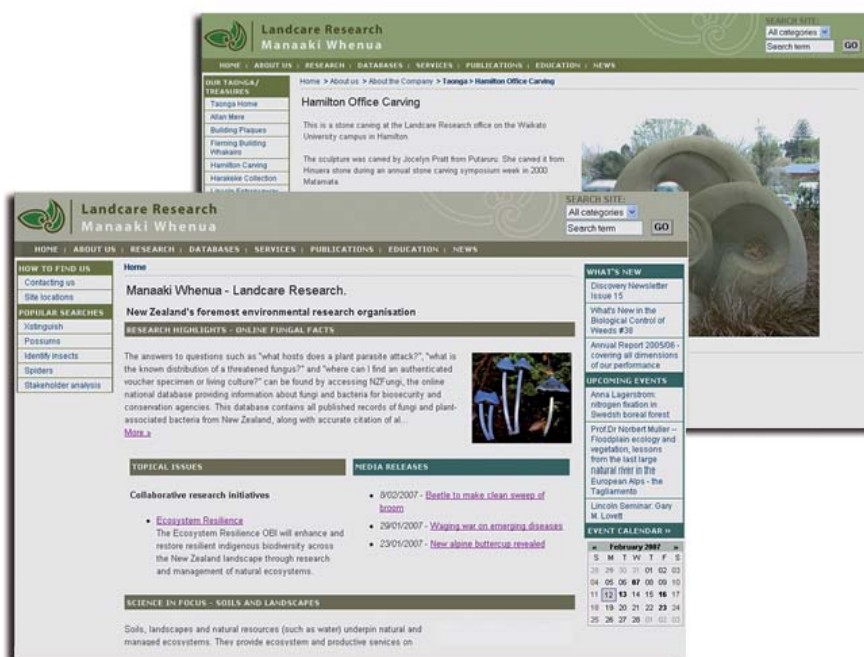 Landcare Research
Manaaki Whenua
SEARCH SITE:
All categories
Search term
GO
HOME : ABOUT US : RESEARCH : DATABASES : SERVICES : PUBLICATIONS : EDUCATION : NEWS
OUR TAONGA/
TREASURES
Taonga Home
Allan Mere
Building Plaques
Fleming Building
Whakairo
Hamilton Carving
Harakeke Collection
Home > About us > About the Company > Taonga > Hamilton Office Carving
Hamilton Office Carving
This is a stone carving at the Landcare Research office on the Waikato
University campus in Hamilton.
The sculpture was carved by Jocelyn Pratt from Putaruru. She carved it from
Hinuera stone during an annual stone carving symposium week in 2000
Matamata.
Landcare Research
Manaaki Whenua
SEARCH SITE:
All categories
Search term
GO
HOME : ABOUT US : RESEARCH : DATABASES : SERVICES : PUBLICATIONS : EDUCATION : NEWS
HOW TO FIND US
Contacting us
Site locations
POPULAR SEARCHES
Xstinguish
Possums
Identify insects
Spiders
Stakeholder analysis
Home
Manaaki Whenua - Landcare Research.
New Zealand's foremost environmental research organisation
RESEARCH HIGHLIGHTS - ONLINE FUNGAL FACTS
The answers to questions such as "what hosts does a plant parasite attack?", "what is
the known distribution of a threatened fungus?" and "where can I find an authenticated
voucher specimen or living culture?" can be found by accessing NZFungi, the online
national database providing information about fungi and bacteria for biosecurity and
conservation agencies. This database contains all published records of fungi and plant-
associated bacteria from New Zealand, along with accurate citation of al...
More »
TOPICAL ISSUES
Collaborative research initiatives
Ecosystem Resilience
The Ecosystem Resilience OBI will enhance and
restore resilient indigenous biodiversity across
the New Zealand landscape through research
and management of natural ecosystems.
MEDIA RELEASES
8/02/2007 - Beetle to make clean sweep of
broom
29/01/2007 - Waging war on emerging diseases
23/01/2007 - New alpine buttercup revealed
SCIENCE IN FOCUS - SOILS AND LANDSCAPES
Soils, landscapes and natural resources (such as water) underpin natural and
managed ecosystems. They provide ecosystem and productive services on
WHAT'S NEW
Discovery Newsletter
Issue 15
What's New in the
Biological Control of
Weeds #38
Annual Report 2005/06 -
covering all dimensions
of our performance
UPCOMING EVENTS
Anna Lagerstrom:
nitrogen fixation in
Swedish boreal forest
Prof.Dr Norbert Muller --
Floodplain ecology and
vegetation, lessons
from the last large
natural river in the
European Alps - the
Tagliamento
Lincoln Seminar: Gary
M. Lovett
EVENT CALENDAR »
« February 2007 »
S M T W T F S
28 29 30 31 01 02 03
04 05 06 07 08 09 10
11 12 13 14 15 16 17
18 19 20 21 22 23 24
25 26 27 28 01 02 03